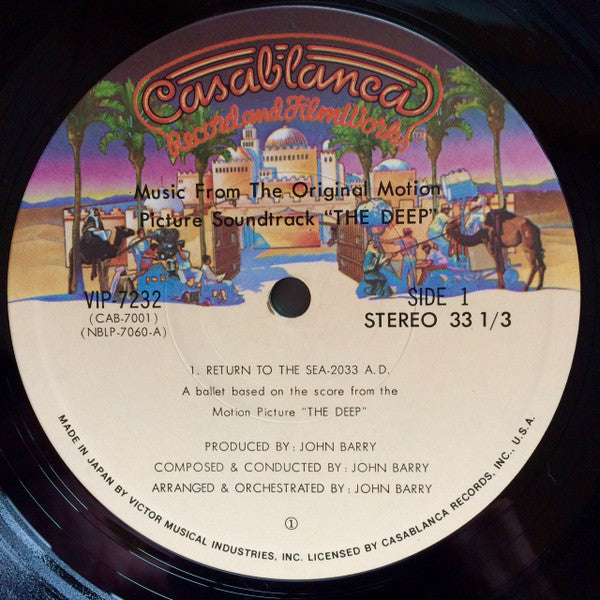 Casablanca
Record and FilmWorks
Music From The Original Motion
Picture Soundtrack "THE DEEP"
VIP-7232
(CAB-7001)
(NBLP-7060-A)
SIDE 1
STEREO 33 1/3
1. RETURN TO THE SEA-2033 A.D.
A ballet based on the score from the
Motion Picture "THE DEEP"
PRODUCED BY : JOHN BARRY
COMPOSED & CONDUCTED BY : JOHN BARRY
ARRANGED & ORCHESTRATED BY : JOHN BARRY
①
MADE IN JAPAN BY VICTOR MUSICAL INDUSTRIES, INC. LICENSED BY CASABLANCA RECORDS, INC., U.S.A.